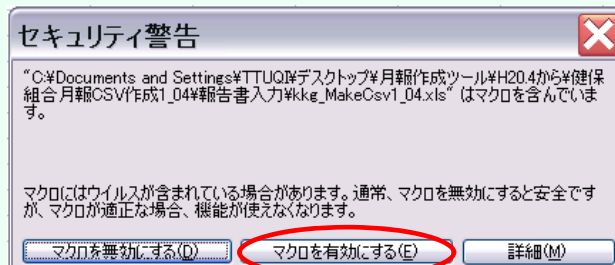 セキュリティ警告
"C:¥Documents and Settings¥TTUQI¥デスクトップ¥月報作成ツール¥H20.4から¥健保
組合月報CSV作成1_04¥報告書入力¥kkg_MakeCsv1_04.xls" はマクロを含んでいま
す。
マクロにはウイルスが含まれている場合があります。通常、マクロを無効にすると安全です
が、マクロが適正な場合、機能が使えなくなります。
マクロを無効にする(D) マクロを有効にする(E) 詳細(M)